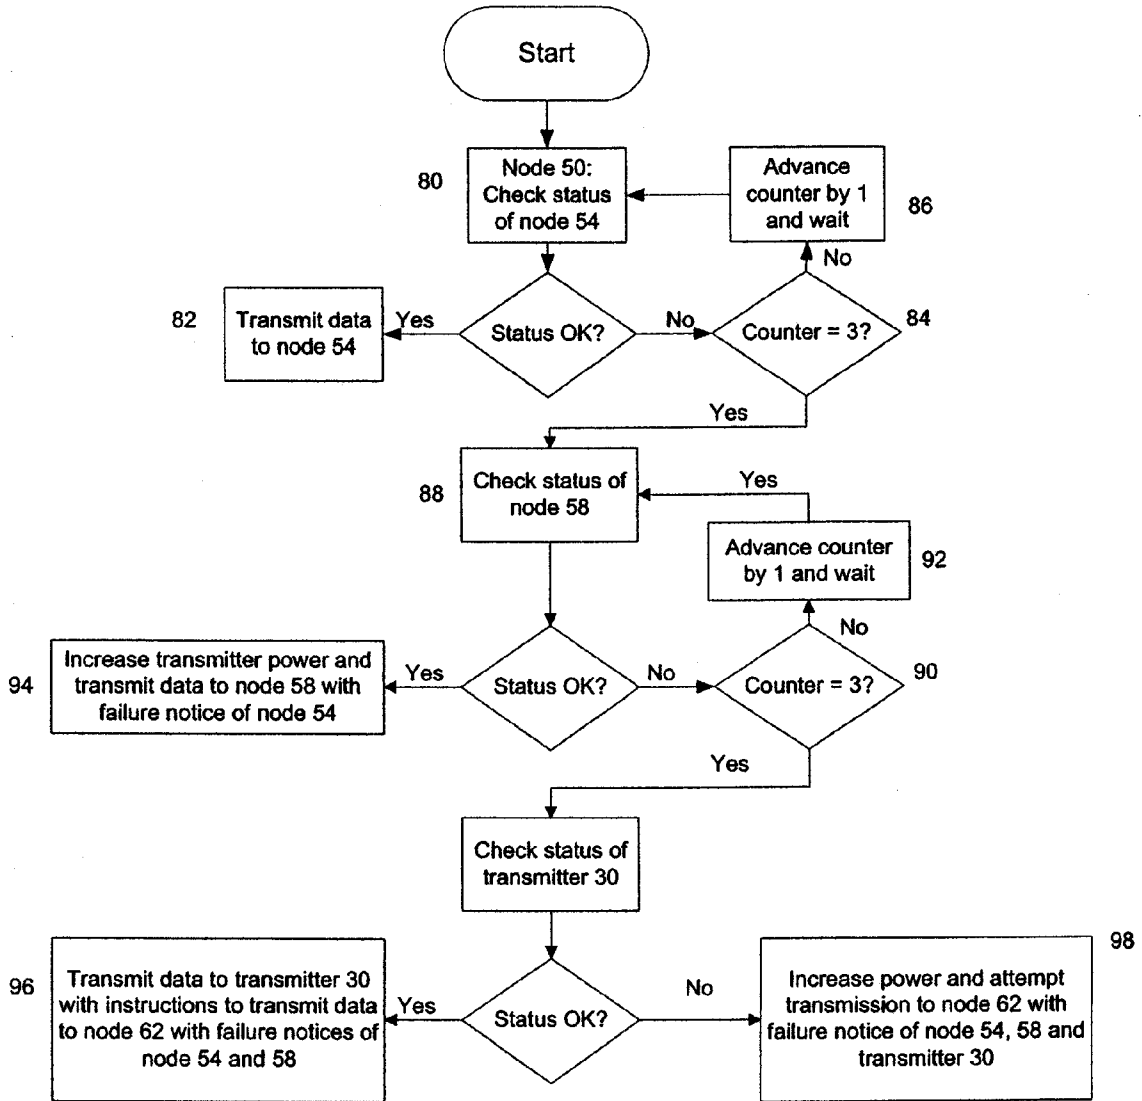 Start
80
Node 50:
Check status
of node 54
Advance
counter by 1
and wait
86
No
82
Transmit data
to node 54
Yes
Status OK?
No
Counter = 3?
84
Yes
88
Check status of
node 58
Yes
Advance counter
by 1 and wait
92
No
94
Increase transmitter power and
transmit data to node 58 with
failure notice of node 54
Yes
Status OK?
No
Counter = 3?
90
Yes
Check status of
transmitter 30
96
Transmit data to transmitter 30
with instructions to transmit data
to node 62 with failure notices of
node 54 and 58
Yes
Status OK?
No
Increase power and attempt
transmission to node 62 with
failure notice of node 54, 58 and
transmitter 30
98